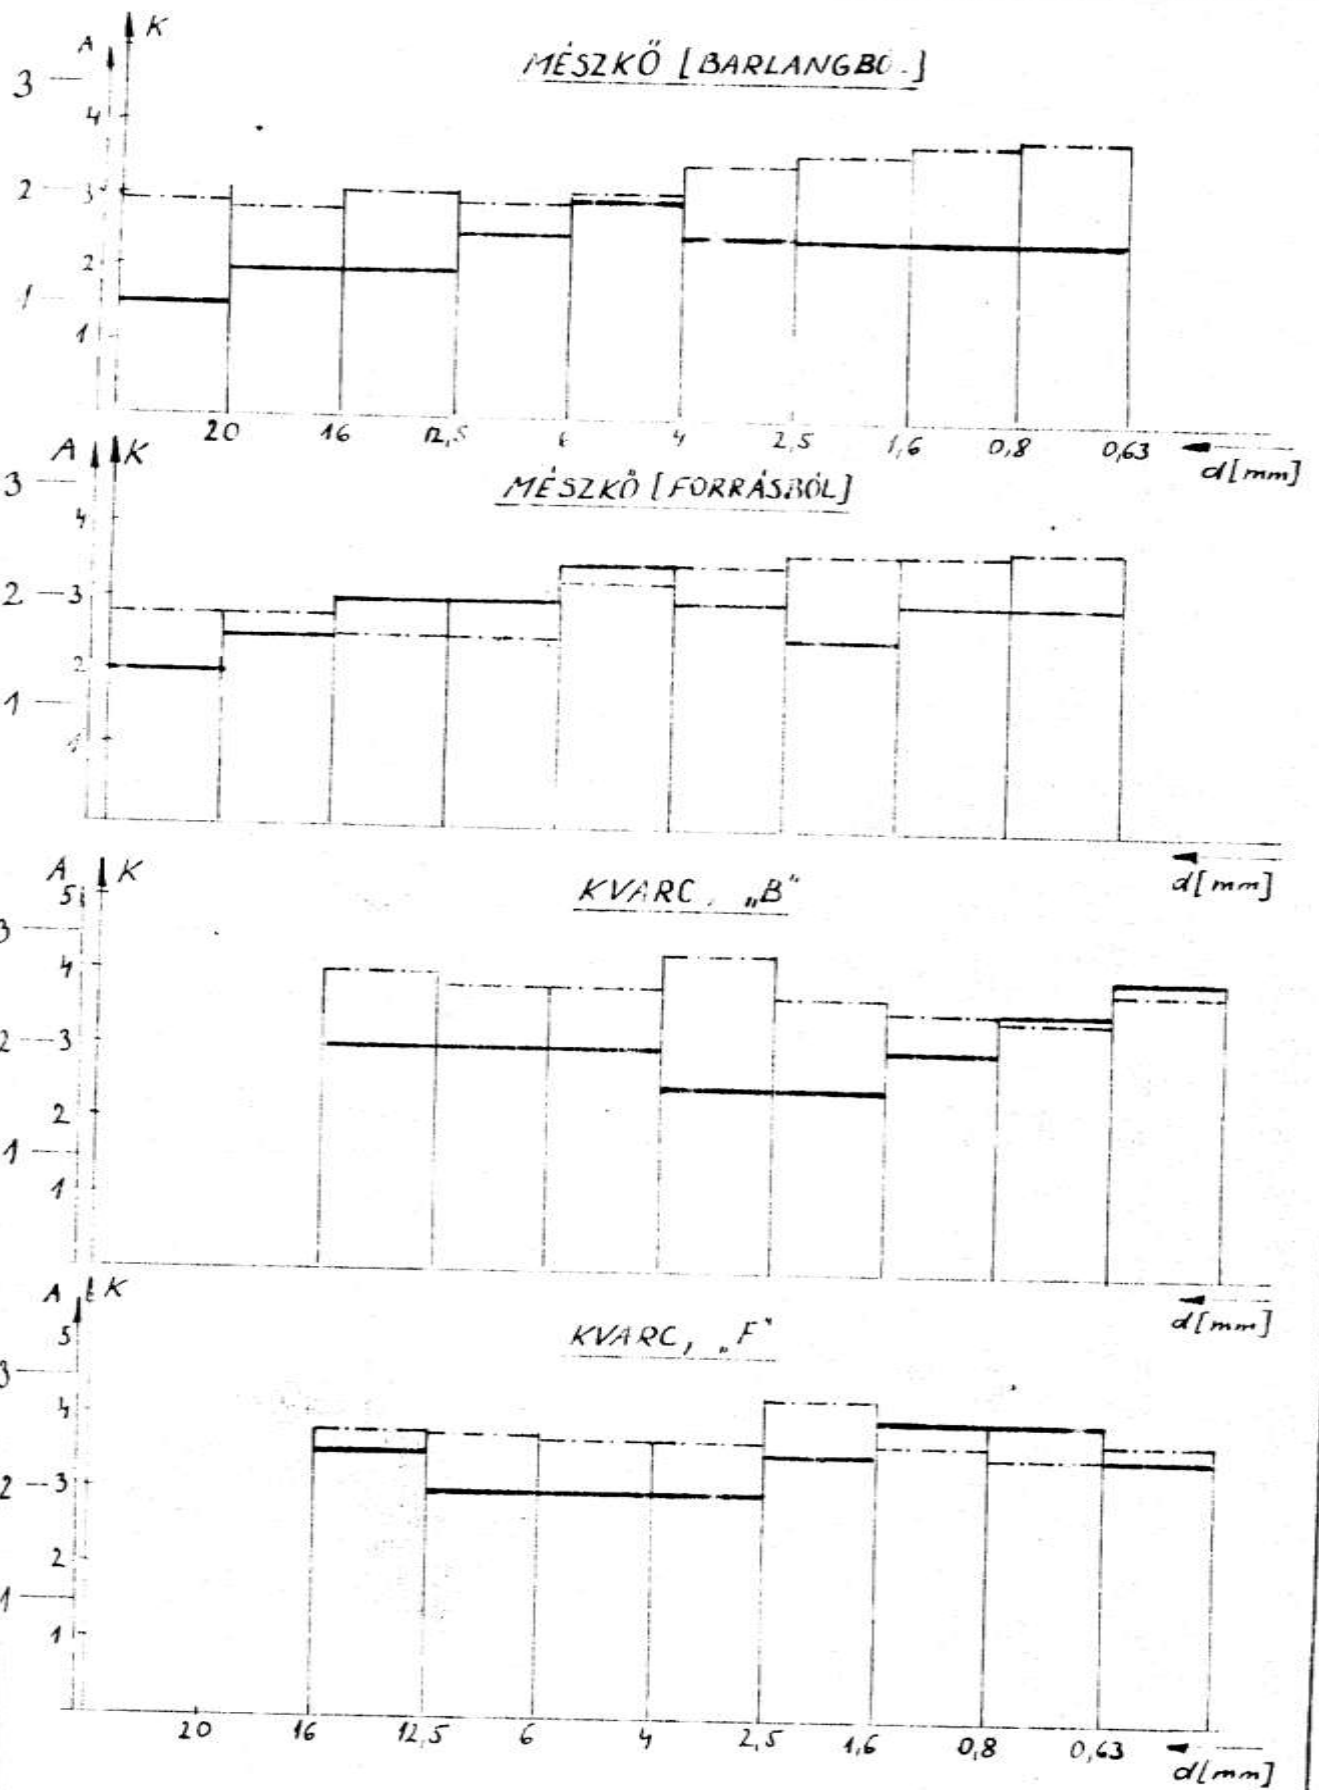 A K
MÉSZKŐ [BARLANGBÓ.]
3
4
2 3
2
1
1
20 16 12,5 6 4 2,5 1,6 0,8 0,63
d[mm]
A K
MÉSZKŐ [FORRÁSBÓL]
3
4
2 3
2
1
1
d[mm]
A K
KVARC, „B"
5
3
4
2 3
2
1
1
d[mm]
A K
KVARC, „F"
5
3
4
2 3
2
1
1
20 16 12,5 6 4 2,5 1,6 0,8 0,63
d[mm]